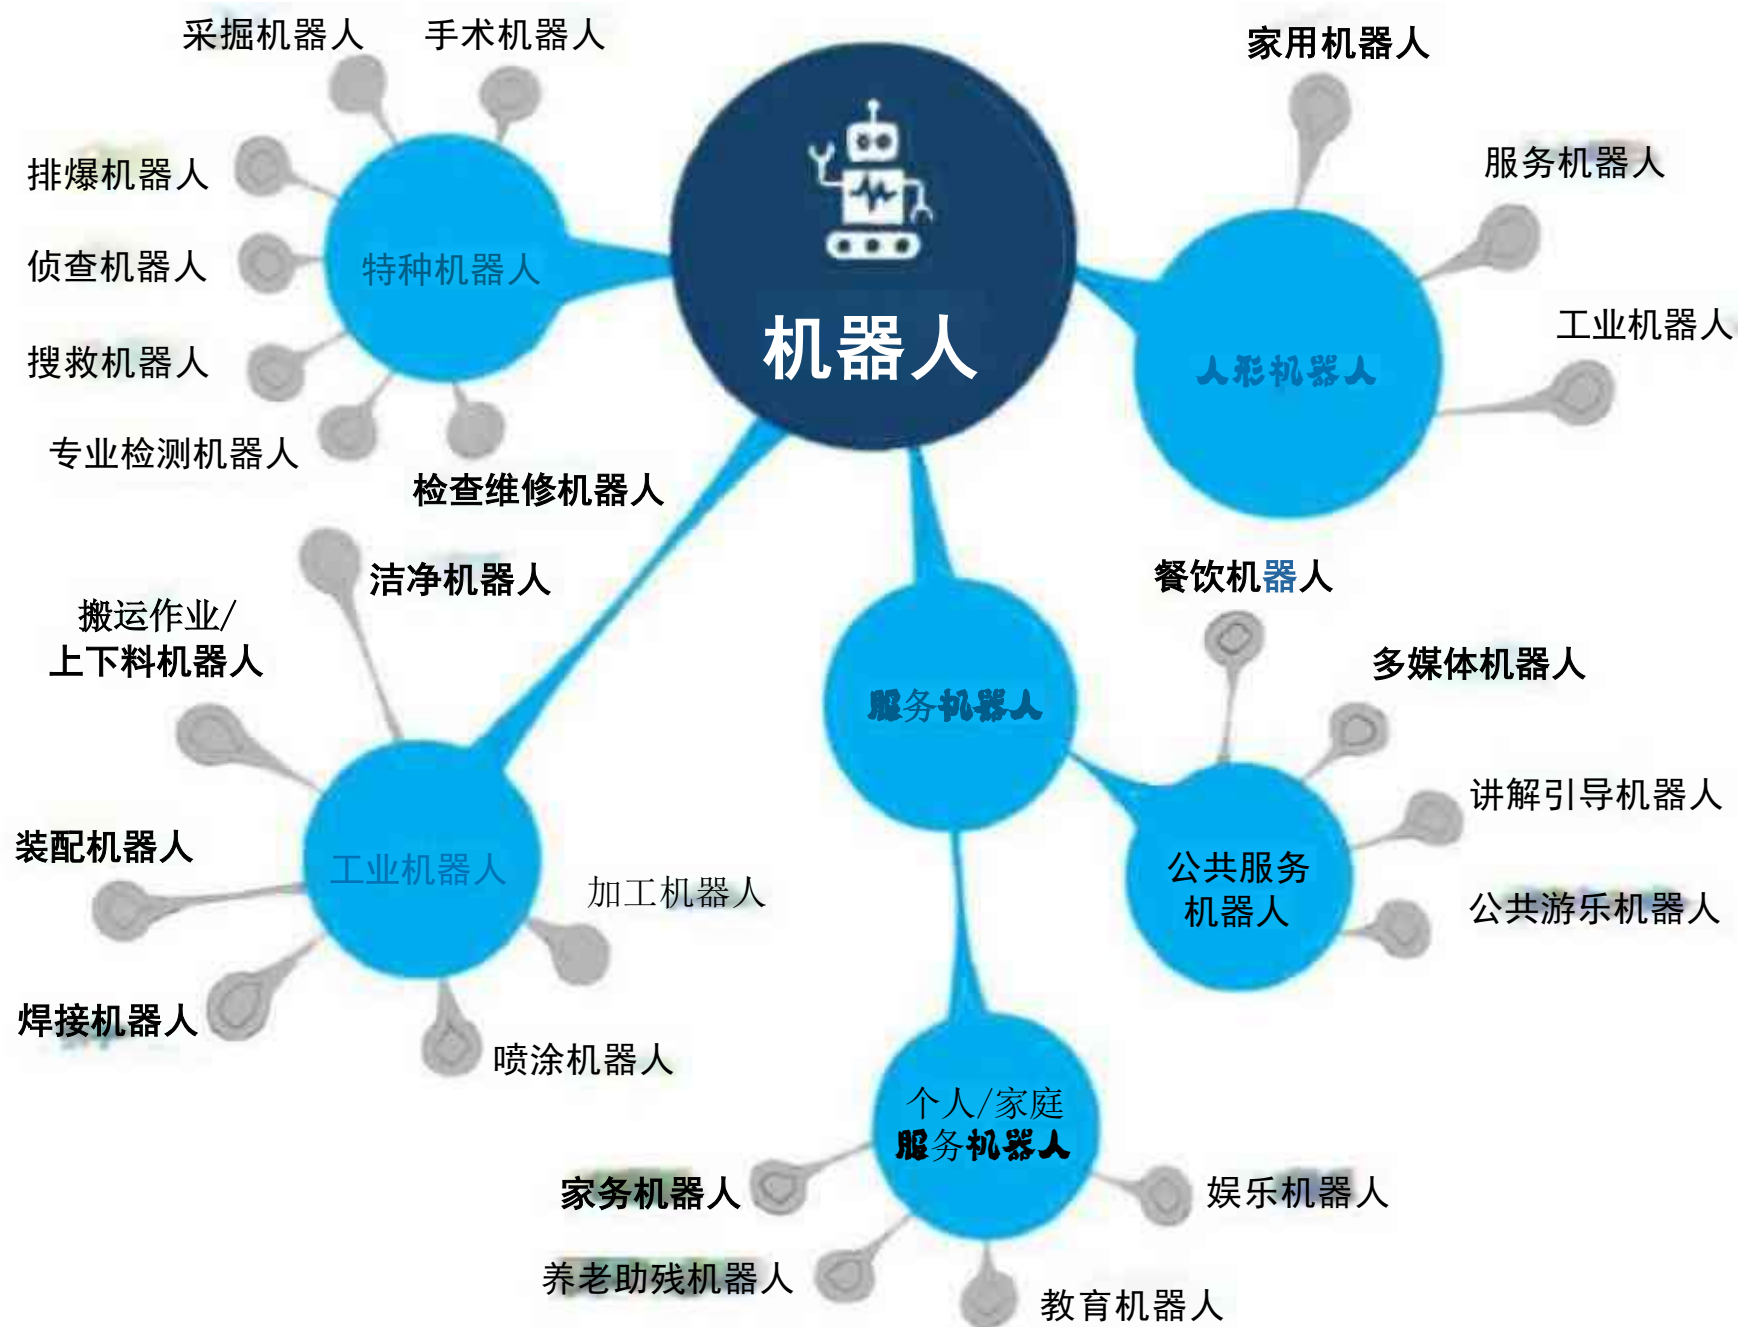 采掘机器人
手术机器人
家用机器人
排爆机器人
服务机器人
侦查机器人
特种机器人
机器人
工业机器人
搜救机器人
人形机器人
专业检测机器人
检查维修机器人
洁净机器人
餐饮机器人
搬运作业/
上下料机器人
多媒体机器人
服务机器人
讲解引导机器人
装配机器人
工业机器人
加工机器人
公共服务
机器人
公共游乐机器人
焊接机器人
喷涂机器人
个人/家庭
服务机器人
家务机器人
娱乐机器人
养老助残机器人
教育机器人